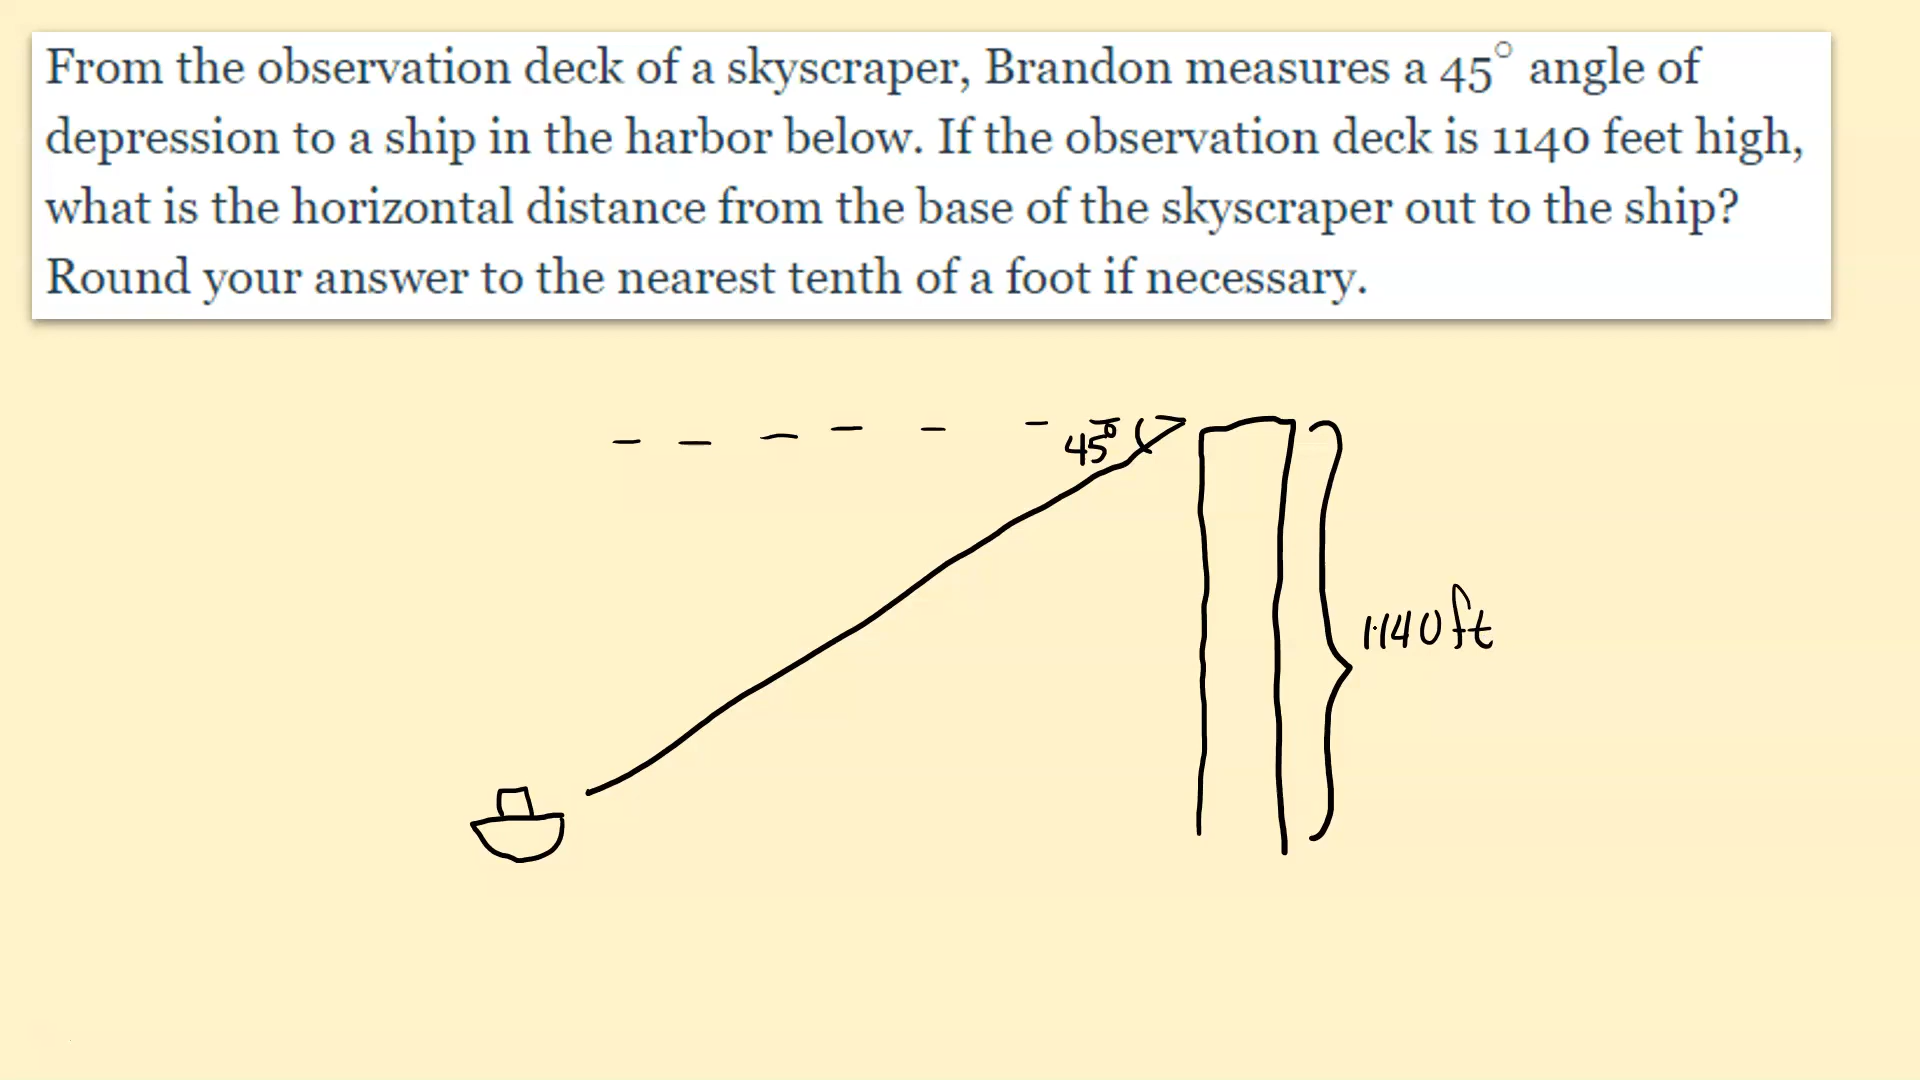 From the observation deck of a skyscraper, Brandon measures a 45° angle of
depression to a ship in the harbor below. If the observation deck is 1140 feet high,
what is the horizontal distance from the base of the skyscraper out to the ship?
Round your answer to the nearest tenth of a foot if necessary.
45°
1140 ft